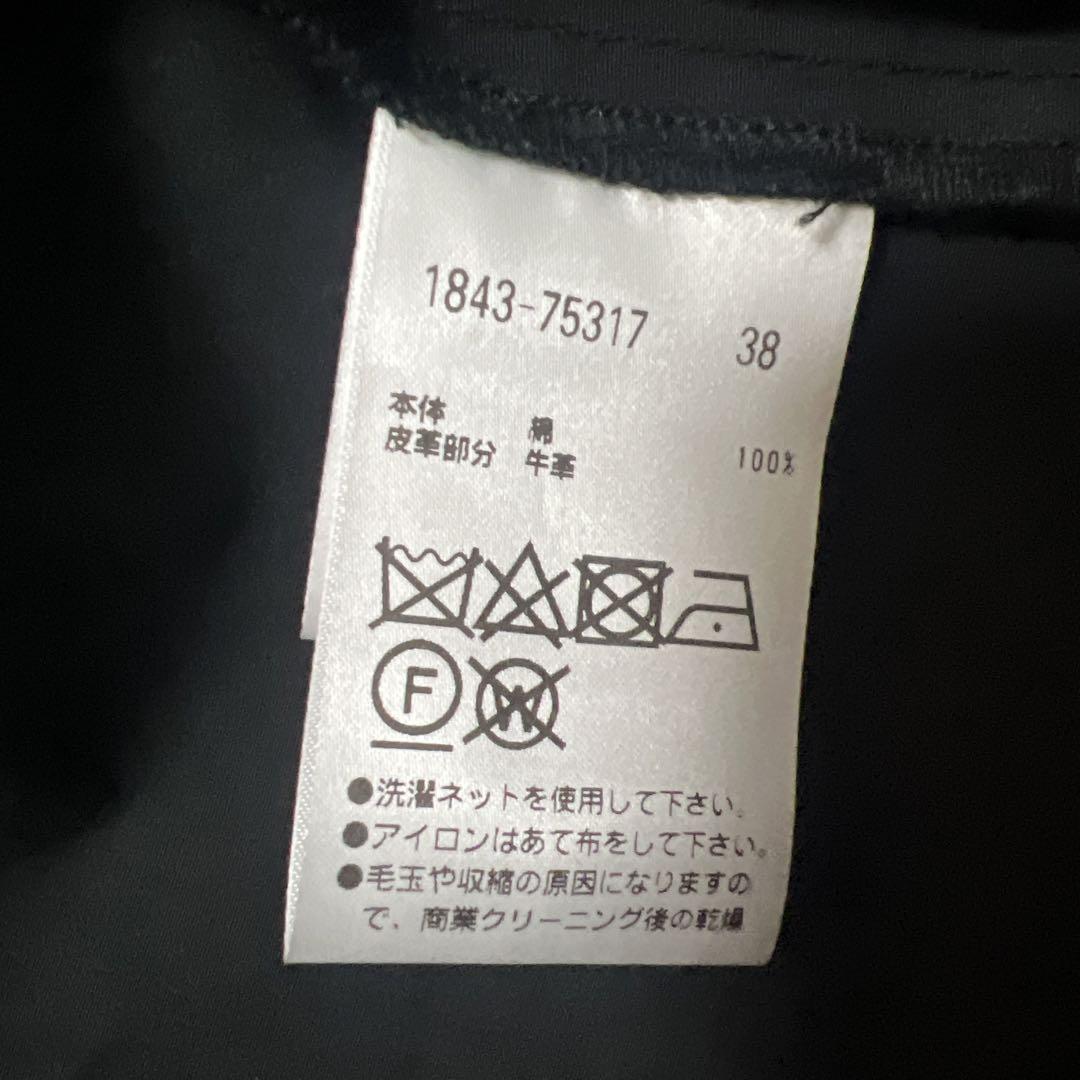 1843-75317 38
本体 綿 100%
皮革部分 牛革
F W
●洗濯ネットを使用して下さい。
●アイロンはあて布をして下さい。
●毛玉や収縮の原因になりますの
で、商業クリーニング後の乾燥